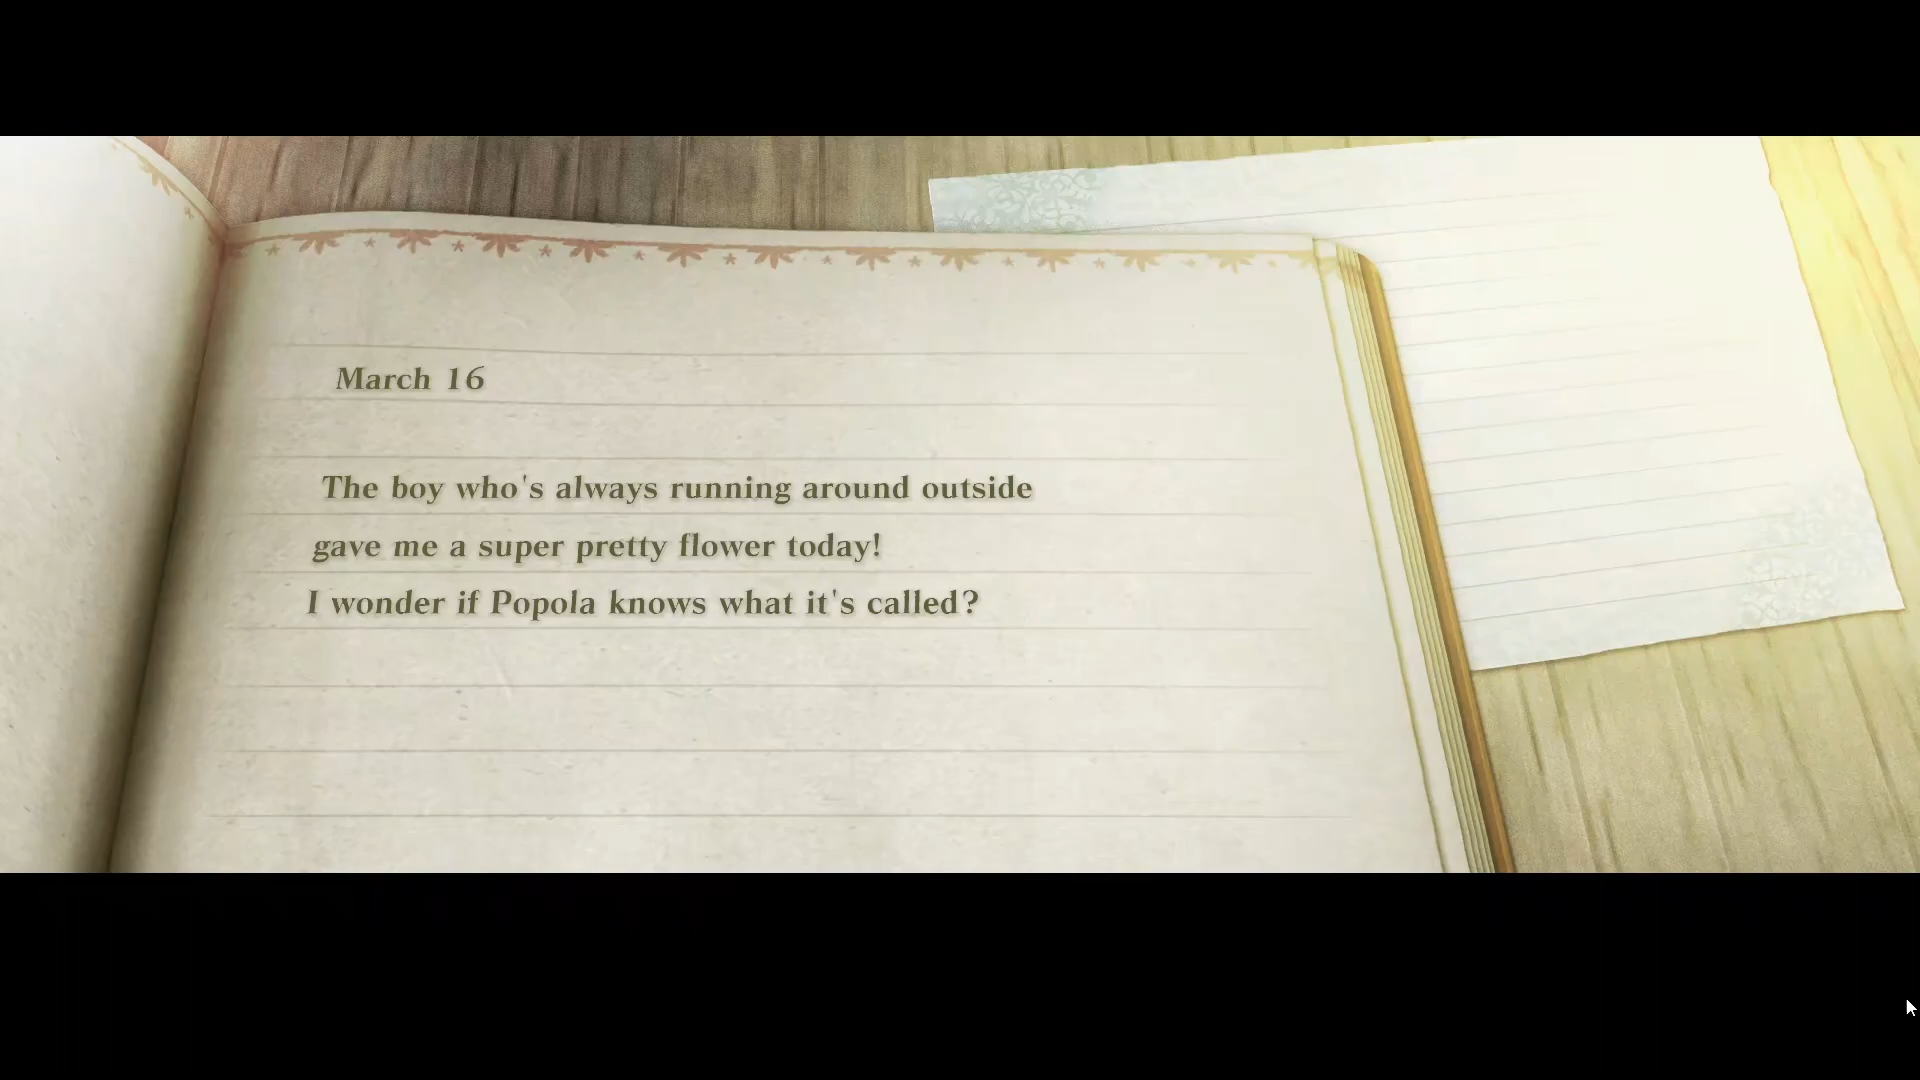 March 16
The boy who's always running around outside
gave me a super pretty flower today!
I wonder if Popola knows what it's called?